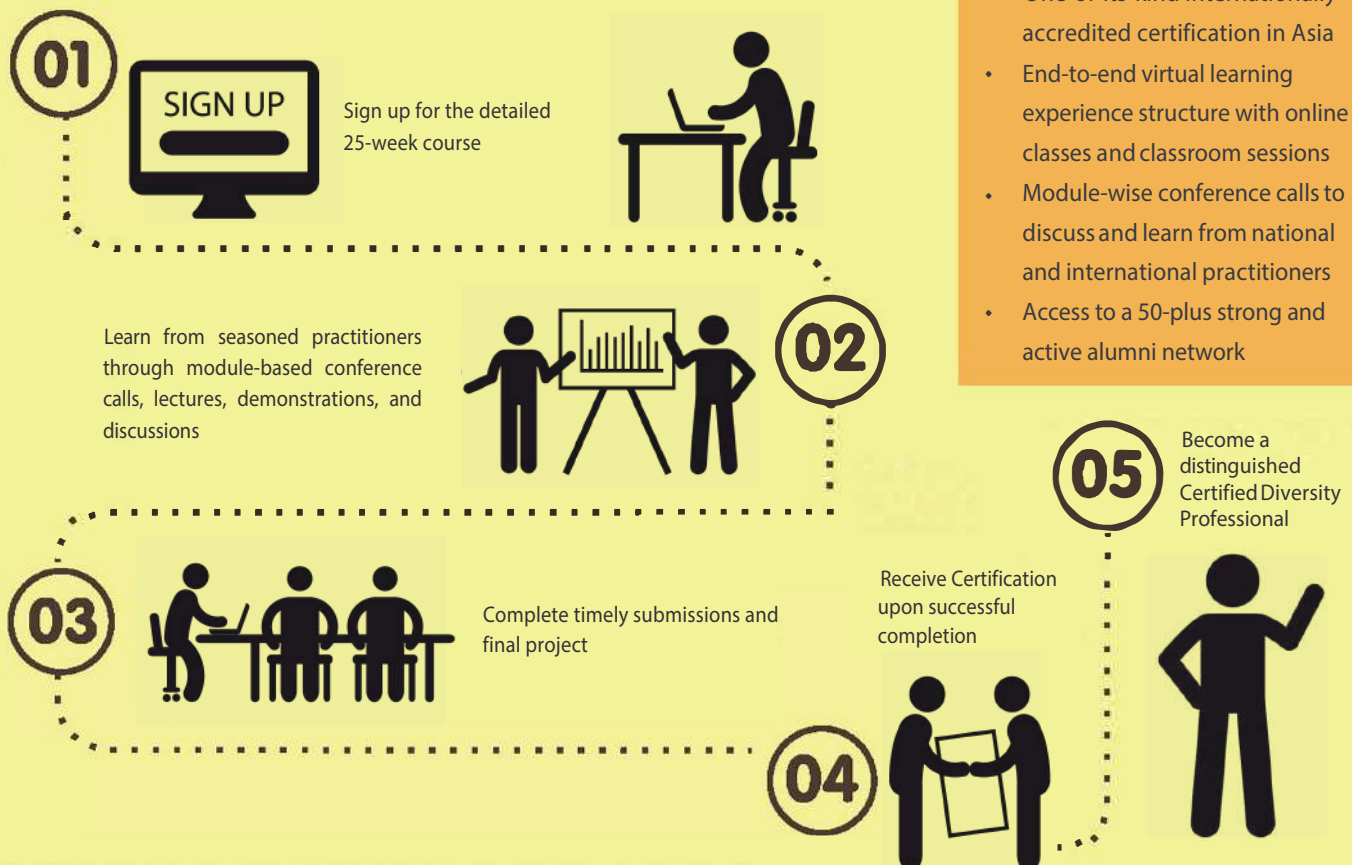 01
SIGN UP
Sign up for the detailed
25-week course
Learn from seasoned practitioners
through module-based conference
calls, lectures, demonstrations, and
discussions
02
03
Complete timely submissions and
final project
04
Receive Certification
upon successful
completion
05
Become a
distinguished
Certified Diversity
Professional
accredited certification in Asia
• End-to-end virtual learning
experience structure with online
classes and classroom sessions
• Module-wise conference calls to
discuss and learn from national
and international practitioners
• Access to a 50-plus strong and
active alumni network